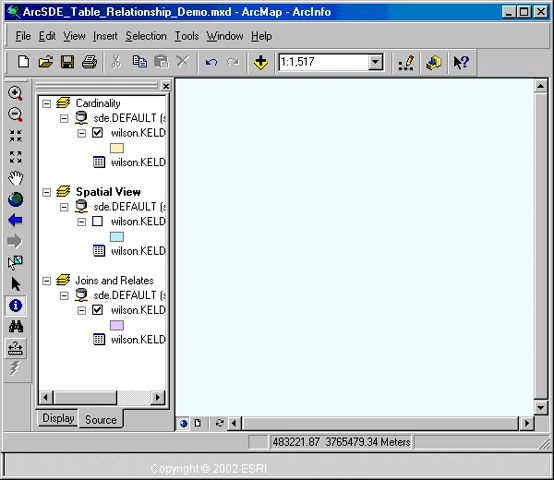 ArcSDE_Table_Relationship_Demo.mxd - ArcMap - ArcInfo
File Edit View Insert Selection Tools Window Help
1:1,517
Cardinality
sde.DEFAULT (s
wilson.KELD
wilson.KELD
Spatial View
sde.DEFAULT (s
wilson.KELD
wilson.KELD
Joins and Relates
sde.DEFAULT (s
wilson.KELD
wilson.KELD
Display Source
483221.87 3765479.34 Meters
Copyright © 2002 ESRI